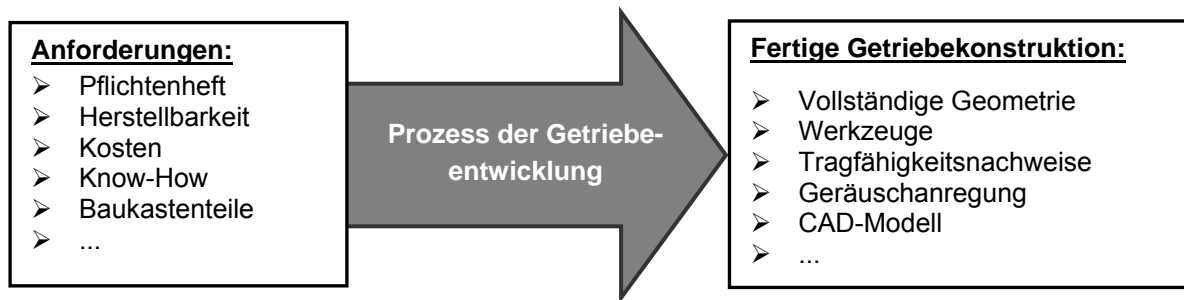 Anforderungen:
➢ Pflichtenheft
➢ Herstellbarkeit
➢ Kosten
➢ Know-How
➢ Baukastenteile
➢ ...
Prozess der Getriebe-
entwicklung
Fertige Getriebekonstruktion:
➢ Vollständige Geometrie
➢ Werkzeuge
➢ Tragfähigkeitsnachweise
➢ Geräuschanregung
➢ CAD-Modell
➢ ...